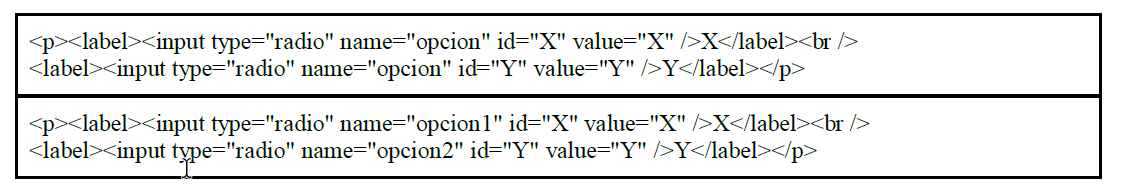 <p><label><input type="radio" name="opcion" id="X" value="X" />X</label><br />
<label><input type="radio" name="opcion" id="Y" value="Y" />Y</label></p>
<p><label><input type="radio" name="opcion1" id="X" value="X" />X</label><br />
<label><input type="radio" name="opcion2" id="Y" value="Y" />Y</label></p>